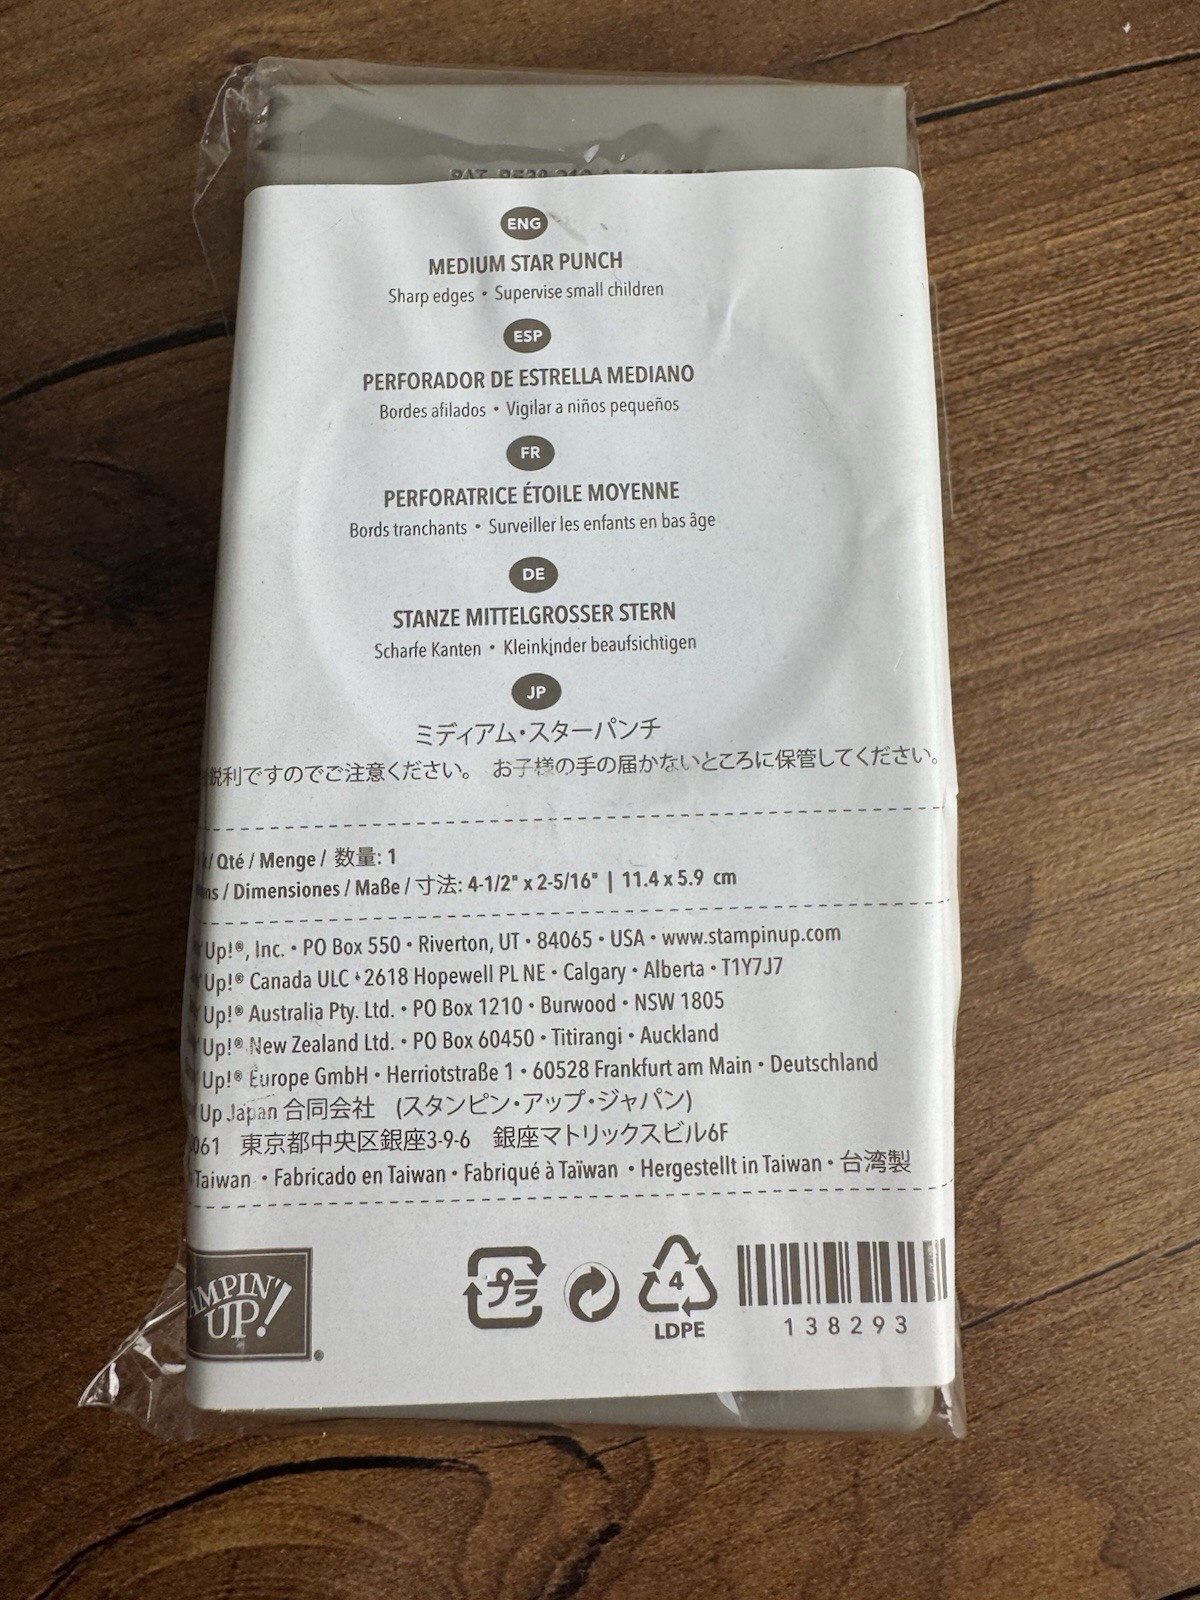 ENG
MEDIUM STAR PUNCH
Sharp edges • Supervise small children
ESP
PERFORADOR DE ESTRELLA MEDIANO
Bordes afilados • Vigilar a niños pequeños
FR
PERFORATRICE ÉTOILE MOYENNE
Bords tranchants • Surveiller les enfants en bas âge
DE
STANZE MITTELGROSSER STERN
Scharfe Kanten • Kleinkinder beaufsichtigen
JP
ミディアム・スターパンチ
鋭利ですのでご注意ください。 お子様の手の届かないところに保管してください。
/ Qté / Menge / 数量: 1
/ Dimensiones / Maße / 寸法: 4-1/2" x 2-5/16" | 11.4 x 5.9 cm
Up!®, Inc. • PO Box 550 • Riverton, UT • 84065 • USA • www.stampinup.com
Up!® Canada ULC • 2618 Hopewell PL NE • Calgary • Alberta • T1Y7J7
Up!® Australia Pty. Ltd. • PO Box 1210 • Burwood • NSW 1805
Up!® New Zealand Ltd. • PO Box 60450 • Titirangi • Auckland
Up!® Europe GmbH • Herriotstraße 1 • 60528 Frankfurt am Main • Deutschland
Up Japan 合同会社 (スタンピン・アップ・ジャパン)
061 東京都中央区銀座3-9-6 銀座マトリックスビル6F
Taiwan • Fabricado en Taiwan • Fabriqué à Taïwan • Hergestellt in Taiwan • 台湾製
AMPIN'
UP!®
プラ
4
LDPE
138293